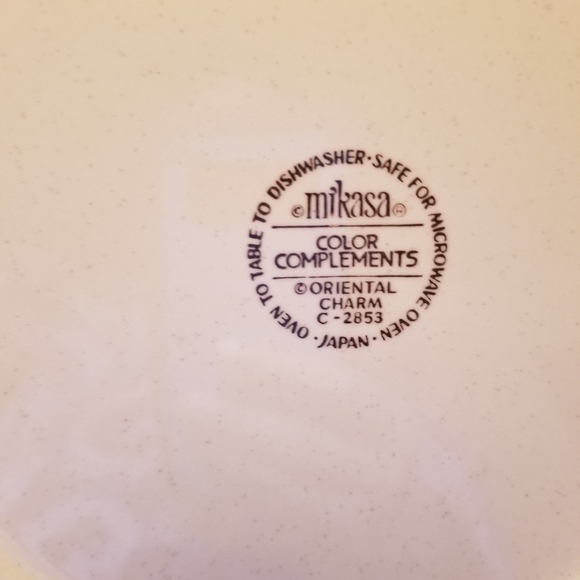 OVEN TO TABLE TO DISHWASHER · SAFE FOR MICROWAVE OVEN · JAPAN ·
© mikasa ®
COLOR
COMPLEMENTS
© ORIENTAL
CHARM
C-2853